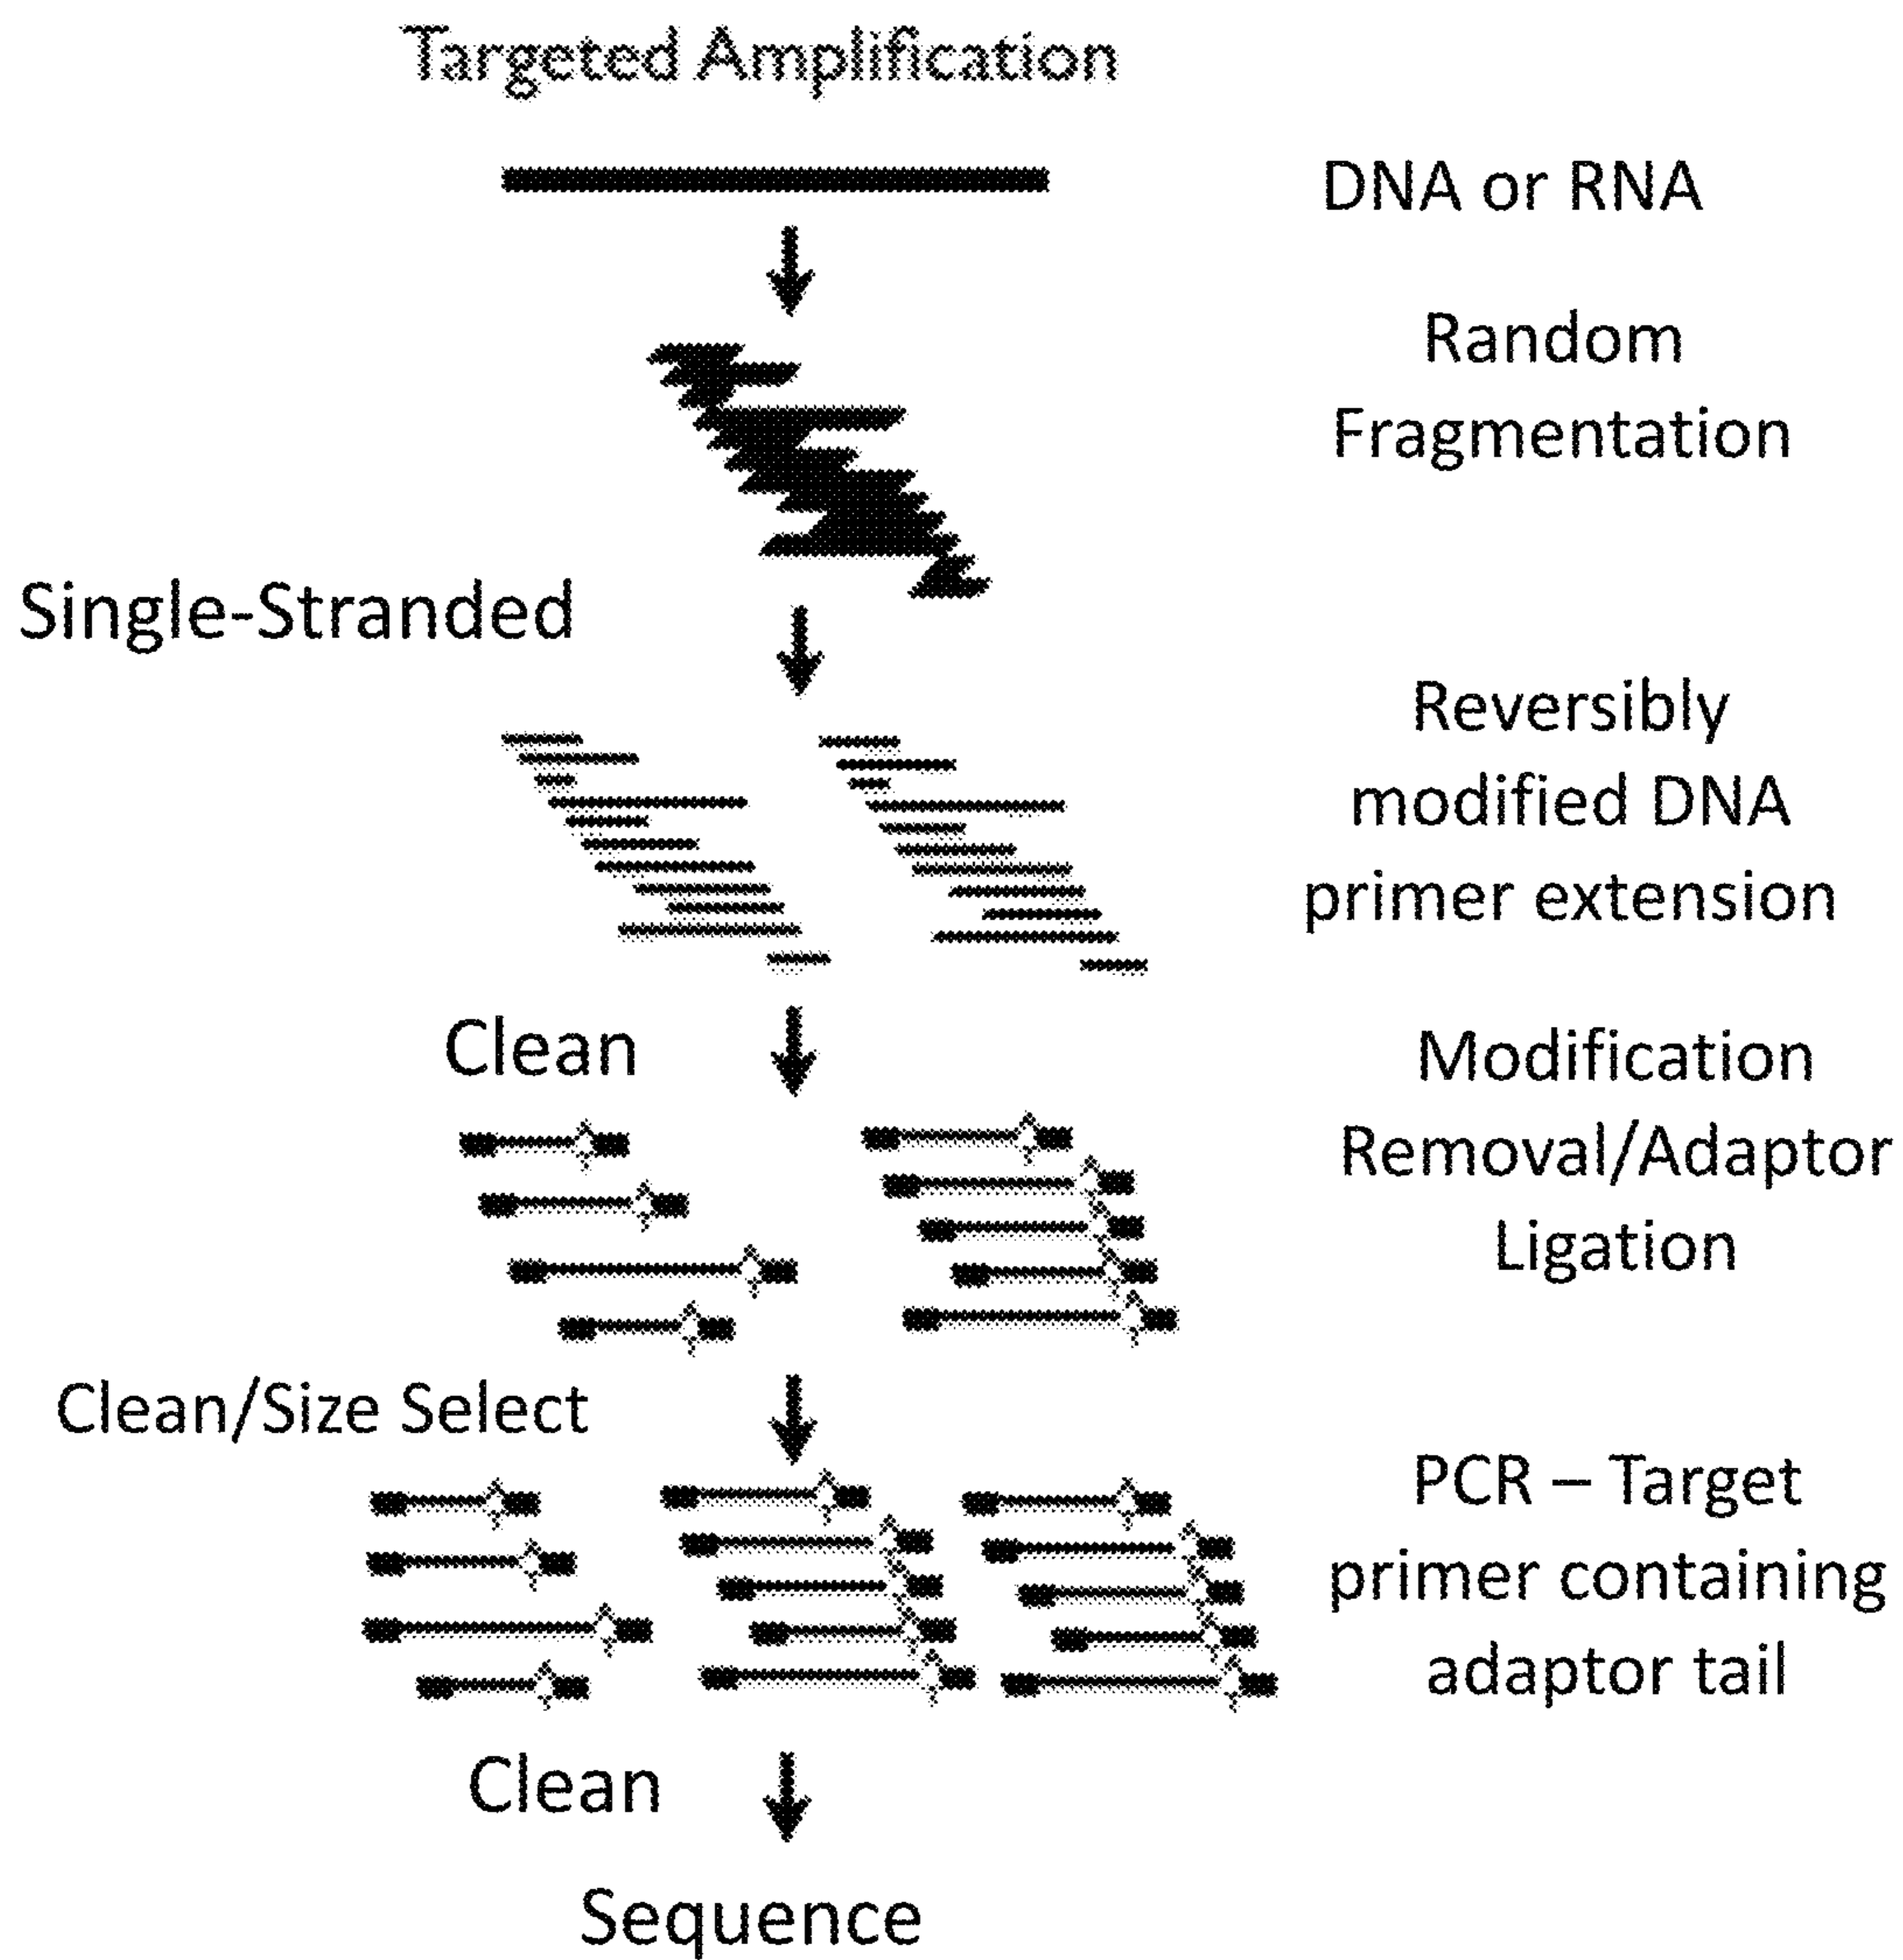 Targeted Amplification
DNA or RNA
Random
Fragmentation
Single-Stranded
Reversibly
modified DNA
primer extension
Clean
Modification
Removal/Adaptor
Ligation
Clean/Size Select
PCR – Target
primer containing
adaptor tail
Clean
Sequence